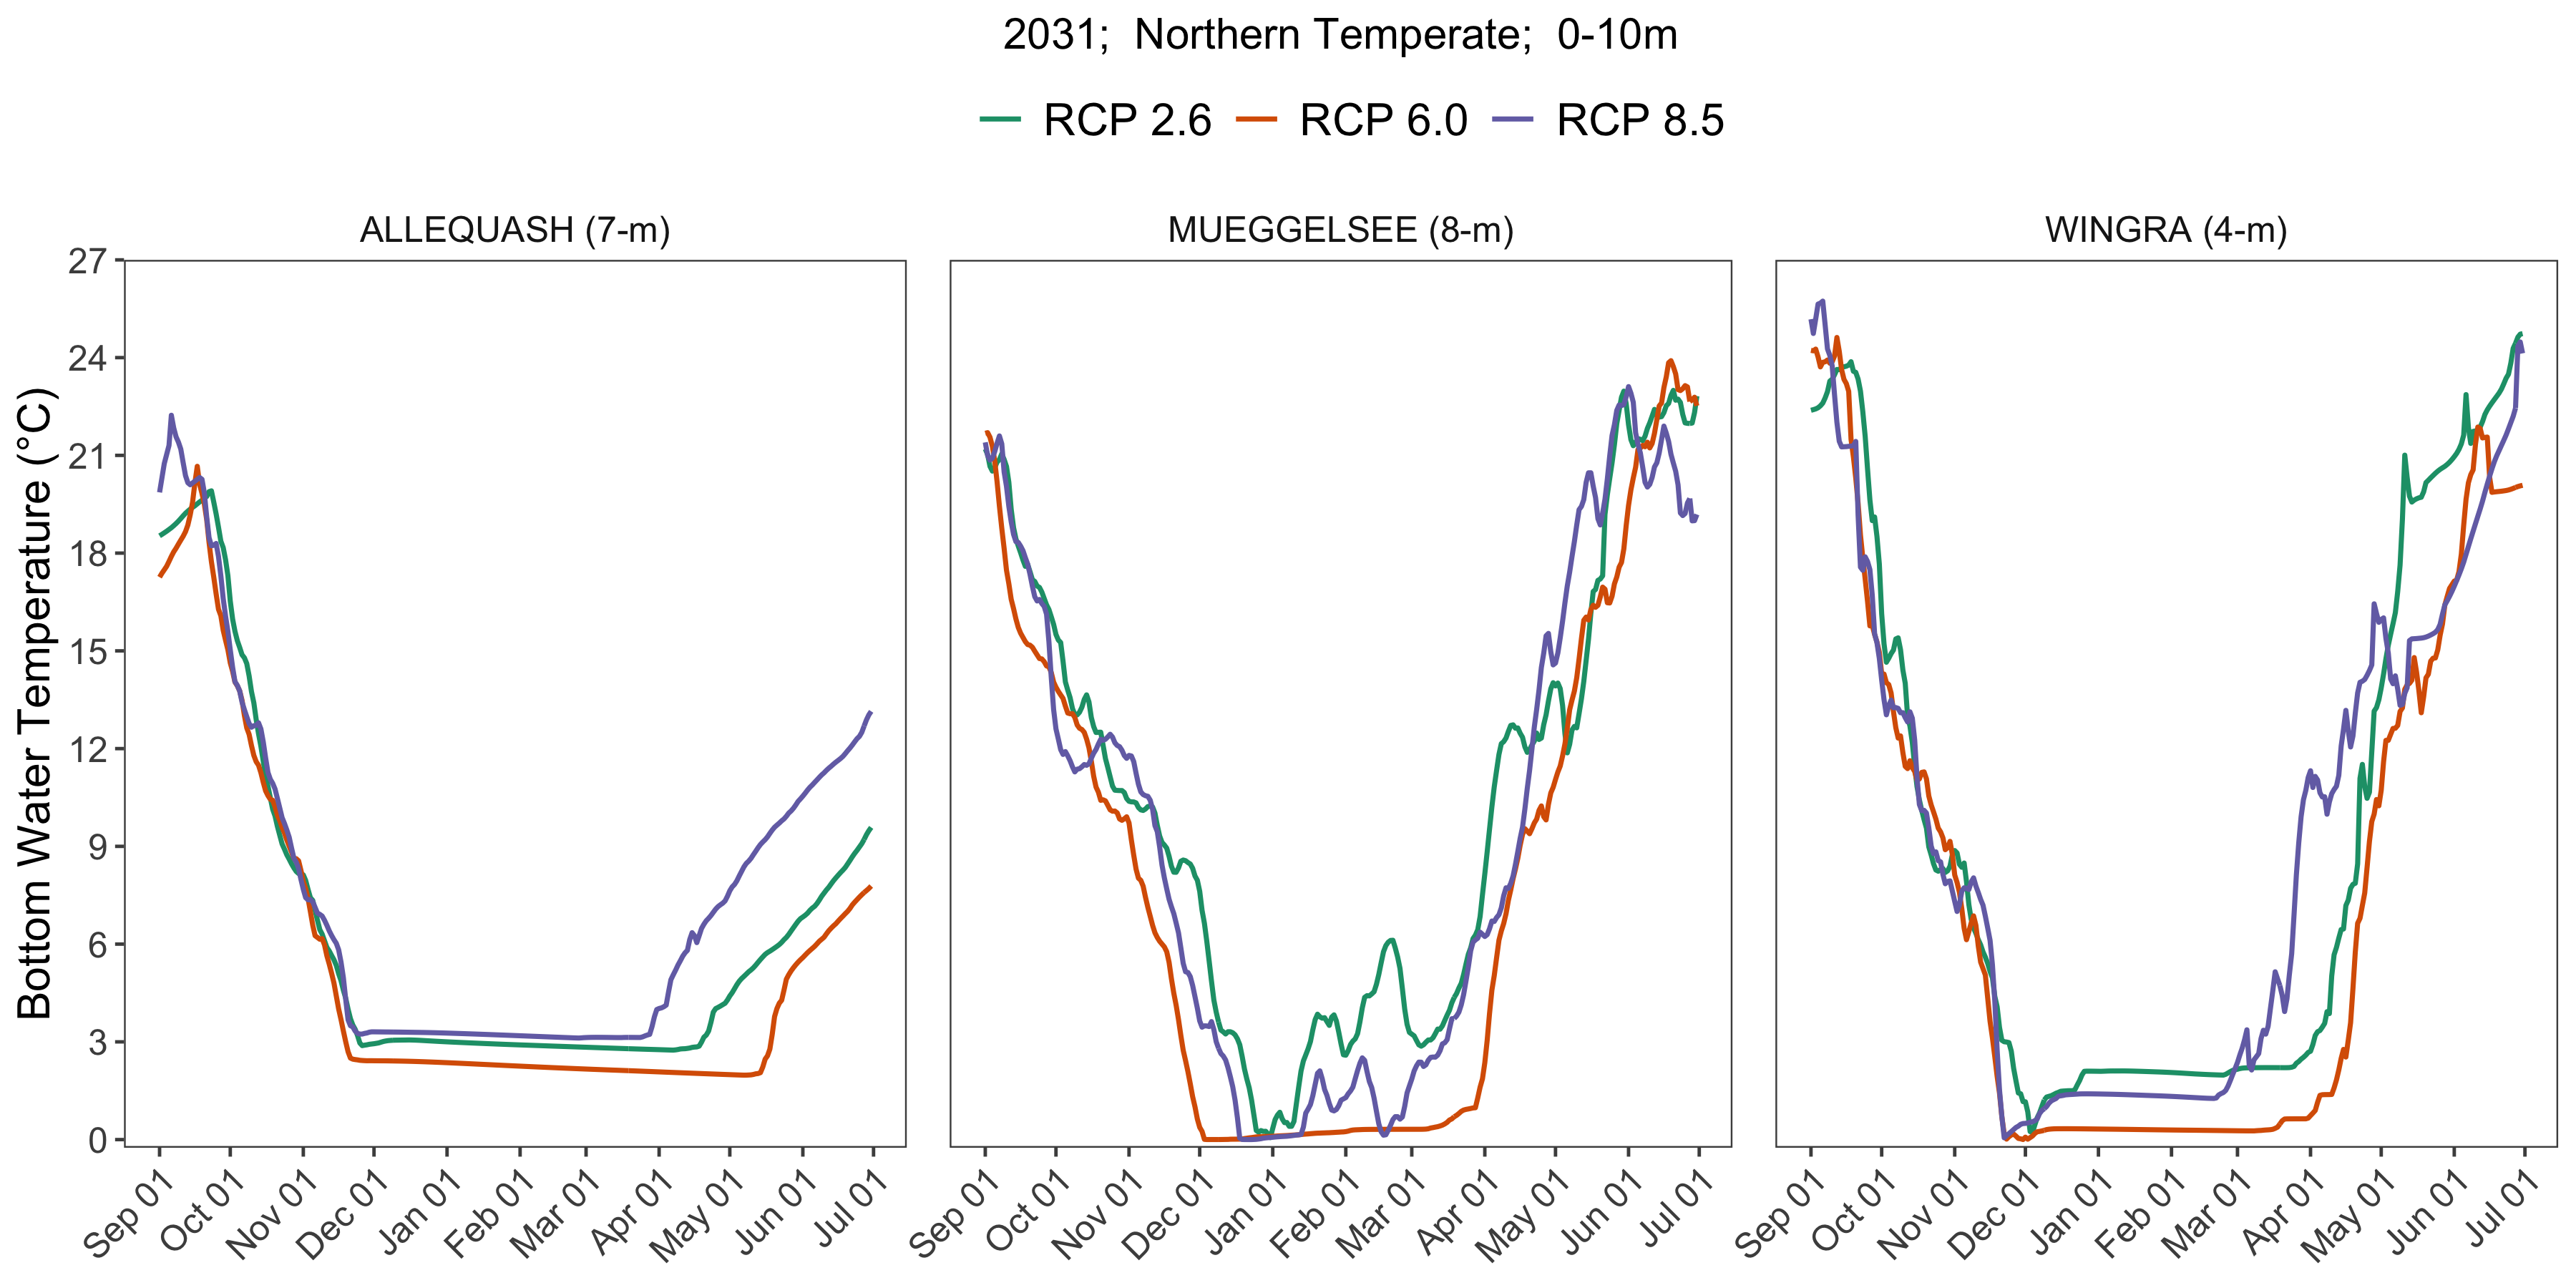 2031;  Northern Temperate;  0-10m
RCP 2.6 RCP 6.0 RCP 8.5
ALLEQUASH (7-m) MUEGGELSEE (8-m) WINGRA (4-m)
Bottom Water Temperature (°C)
27
24
21
18
15
12
9
6
3
0
Sep 01 Oct 01 Nov 01 Dec 01 Jan 01 Feb 01 Mar 01 Apr 01 May 01 Jun 01 Jul 01 Sep 01 Oct 01 Nov 01 Dec 01 Jan 01 Feb 01 Mar 01 Apr 01 May 01 Jun 01 Jul 01 Sep 01 Oct 01 Nov 01 Dec 01 Jan 01 Feb 01 Mar 01 Apr 01 May 01 Jun 01 Jul 01